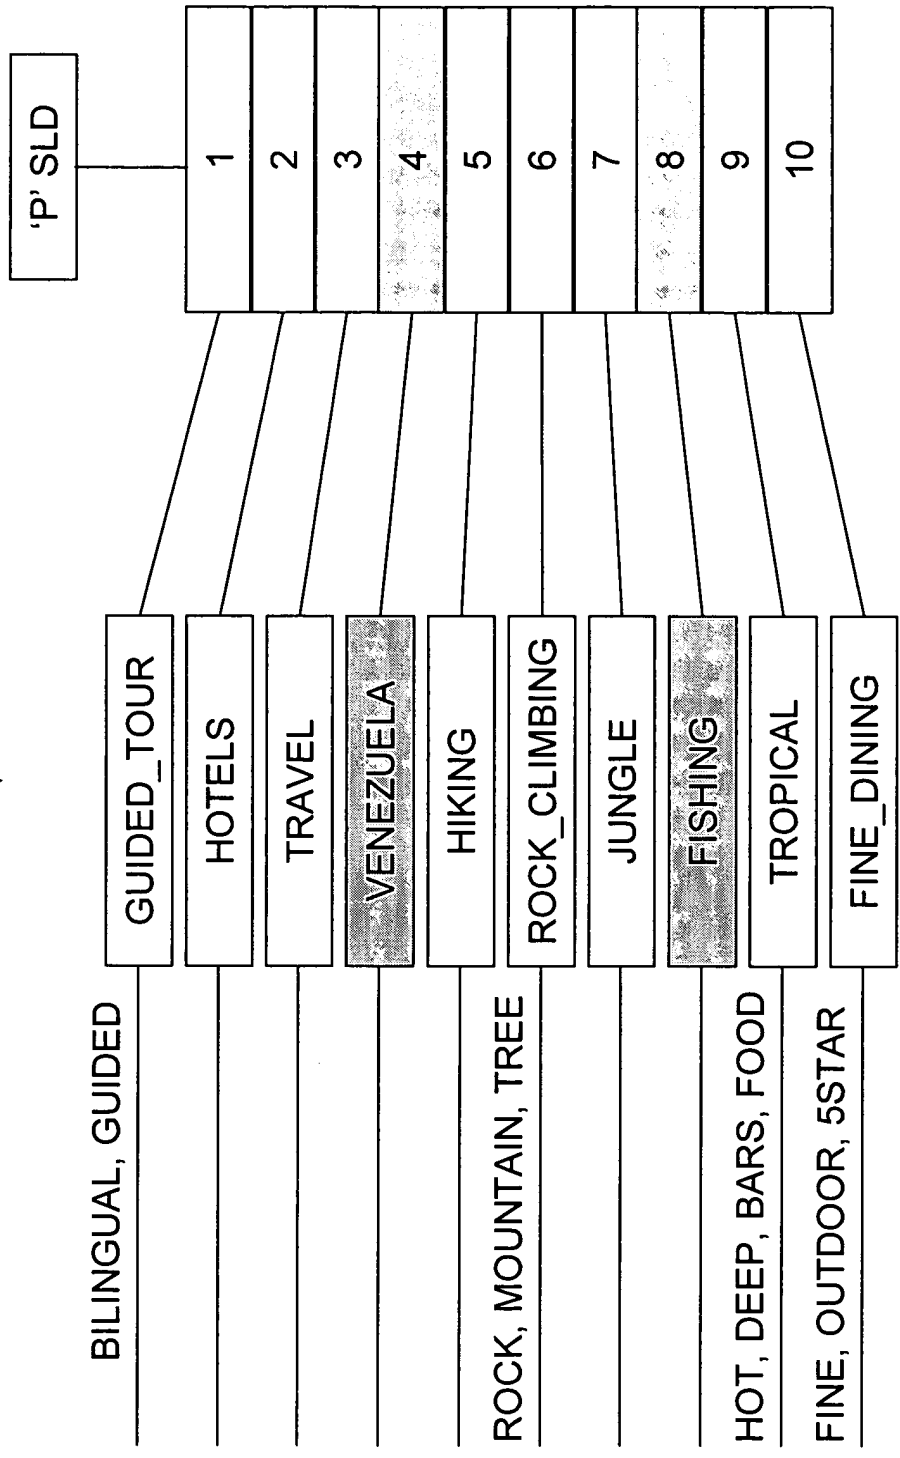 'P' SLD
1
2
3
4
5
6
7
8
9
10
GUIDED_TOUR
HOTELS
TRAVEL
VENEZUELA
HIKING
ROCK_CLIMBING
JUNGLE
FISHING
TROPICAL
FINE_DINING
BILINGUAL, GUIDED
ROCK, MOUNTAIN, TREE
HOT, DEEP, BARS, FOOD
FINE, OUTDOOR, 5STAR